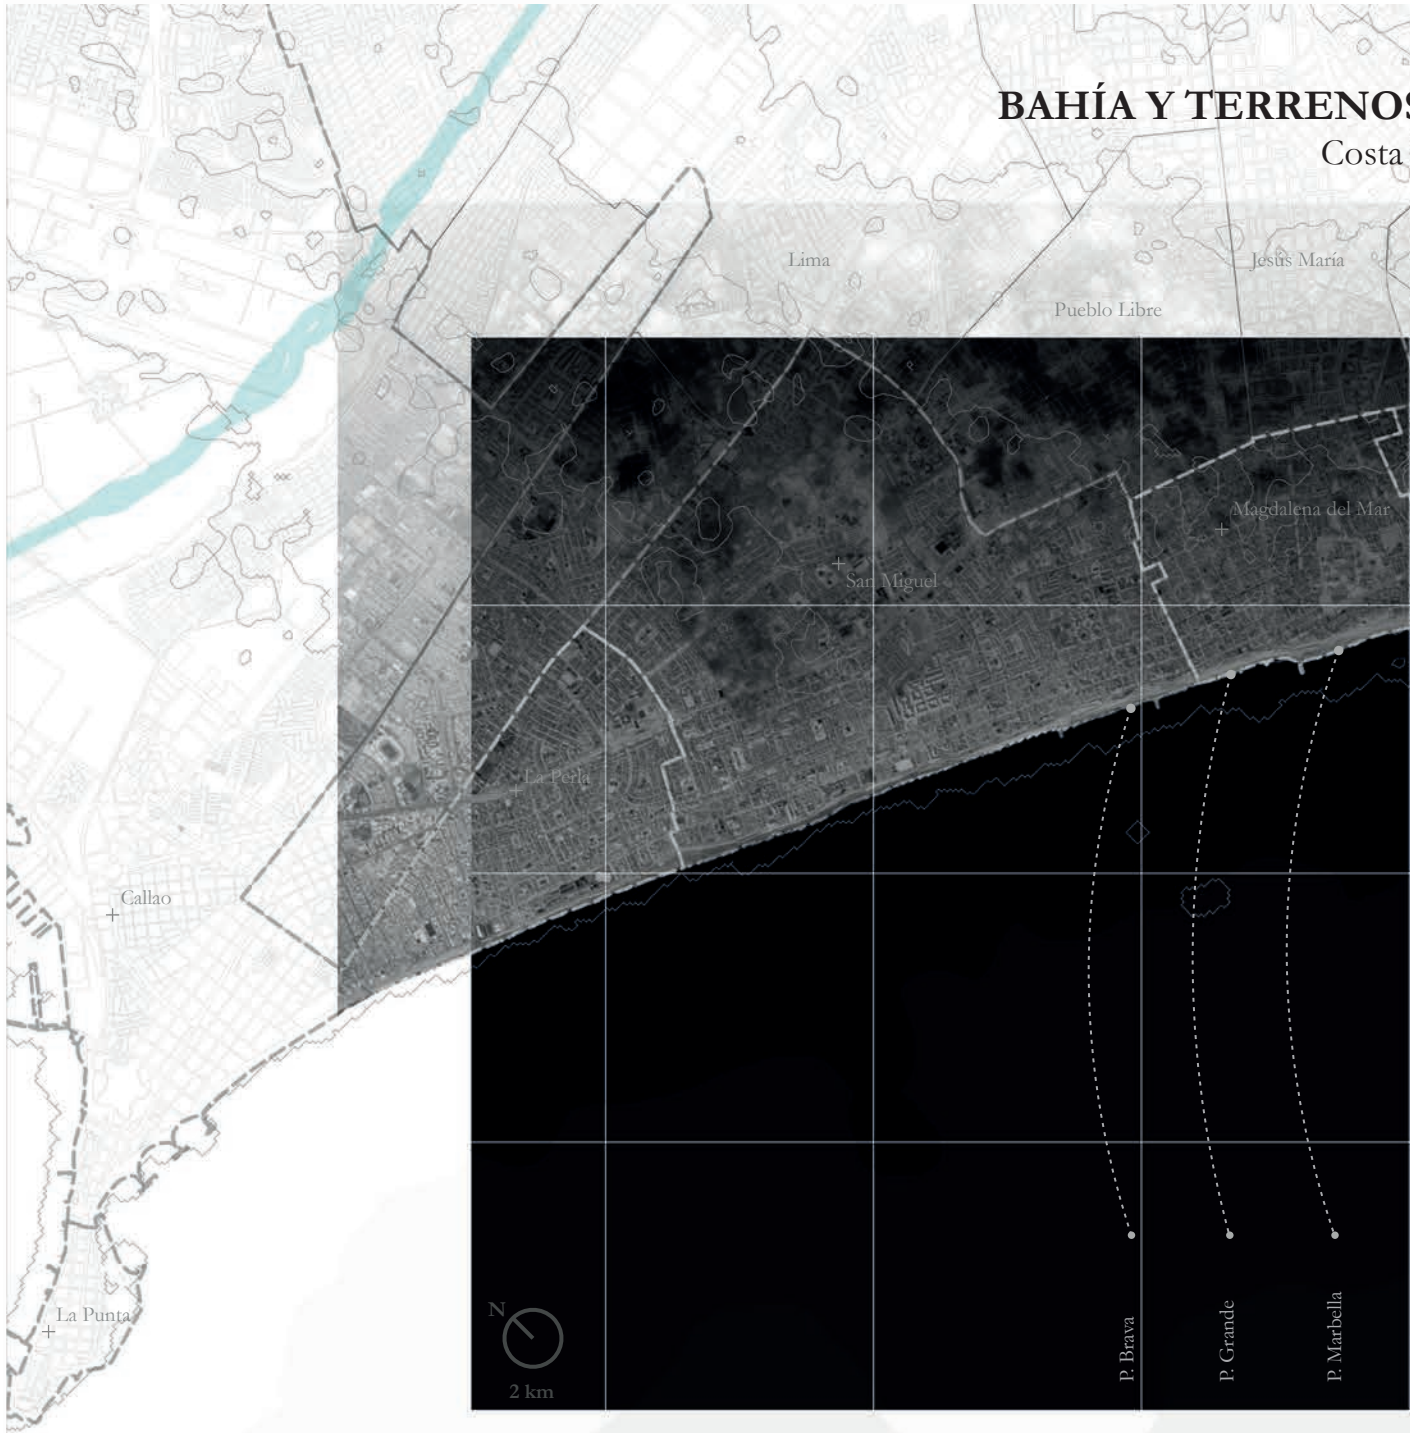 BAHÍA Y TERRENOS
Costa
Lima
Jesús María
Pueblo Libre
Magdalena del Mar
San Miguel
La Perla
Callao
La Punta
N
2 km
P. Brava
P. Grande
P. Marbella